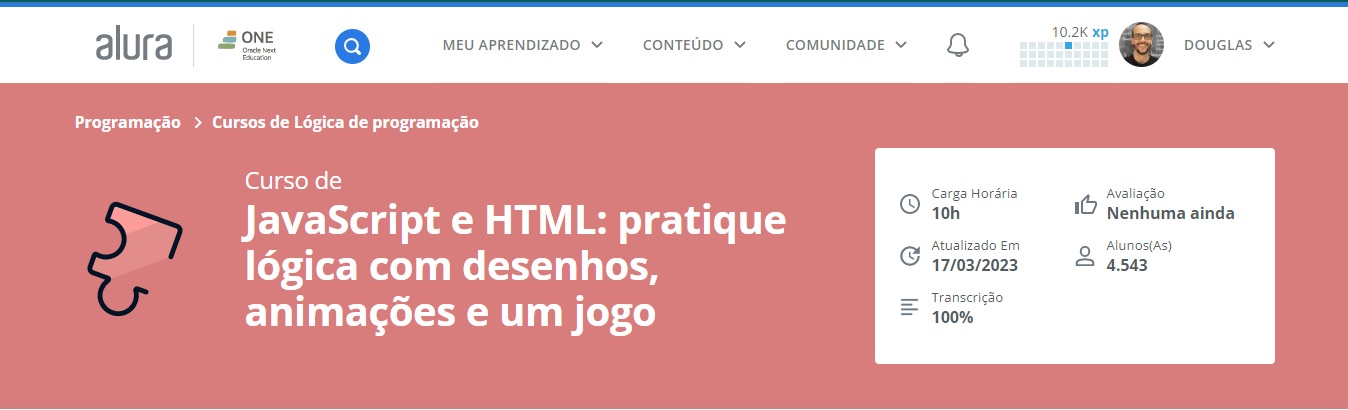 alura
ONE
Oracle Next
Education
MEU APRENDIZADO
CONTEÚDO
COMUNIDADE
10.2K xp
DOUGLAS
Programação > Cursos de Lógica de programação
Curso de
JavaScript e HTML: pratique
lógica com desenhos,
animações e um jogo
Carga Horária
10h
Avaliação
Nenhuma ainda
Atualizado Em
17/03/2023
Alunos(As)
4.543
Transcrição
100%